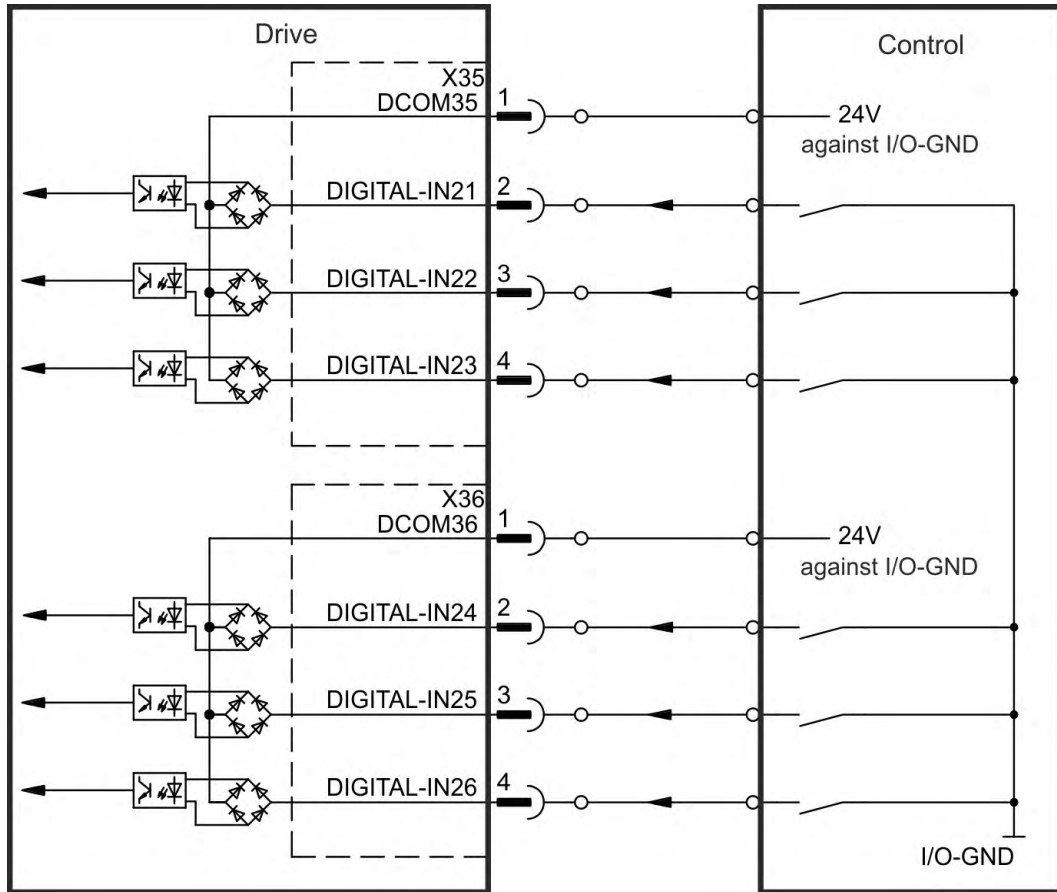 Drive
Control
X35
DCOM35
1
24V
against I/O-GND
DIGITAL-IN21
2
DIGITAL-IN22
3
DIGITAL-IN23
4
X36
DCOM36
1
24V
against I/O-GND
DIGITAL-IN24
2
DIGITAL-IN25
3
DIGITAL-IN26
4
I/O-GND